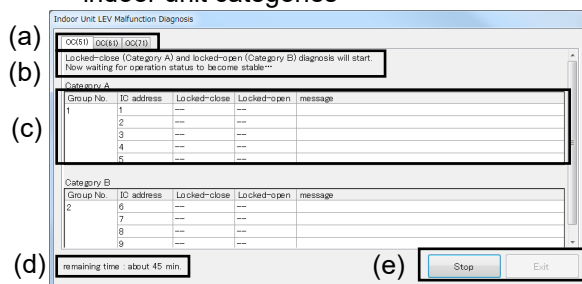 indoor unit categories
Indoor Unit LEV Malfunction Diagnosis
(a)
OC(51) OC(61) OC(71)
(b)
Locked-close (Category A) and locked-open (Category B) diagnosis will start.
Now waiting for operation status to become stable…
Category A
(c)
Group No. IC address Locked-close Locked-open message
1 1 -- --
2 -- --
3 -- --
4 -- --
5 -- --
Category B
Group No. IC address Locked-close Locked-open message
2 6 -- --
7 -- --
8 -- --
9 -- --
(d) remaining time : about 45 min. (e) Stop Exit